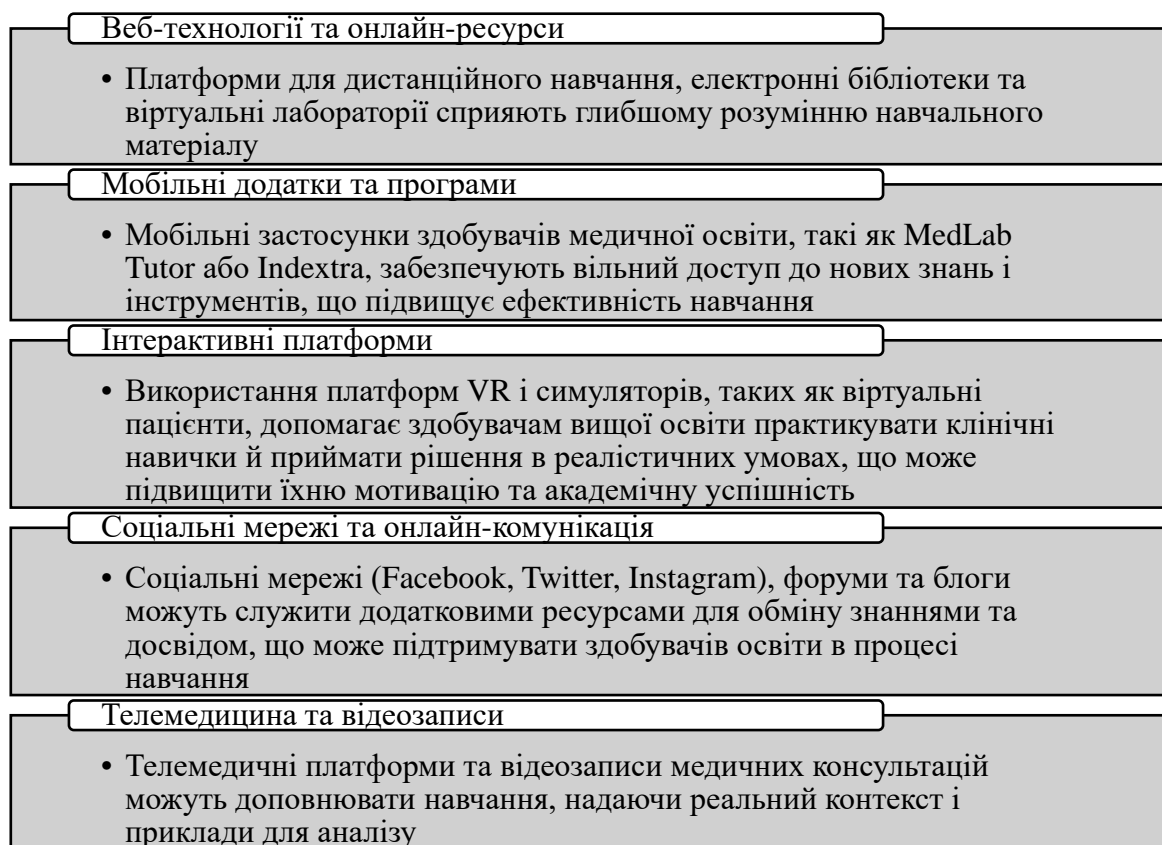 Веб-технології та онлайн-ресурси
• Платформи для дистанційного навчання, електронні бібліотеки та
віртуальні лабораторії сприяють глибшому розумінню навчального
матеріалу
Мобільні додатки та програми
• Мобільні застосунки здобувачів медичної освіти, такі як MedLab
Tutor або Indextra, забезпечують вільний доступ до нових знань і
інструментів, що підвищує ефективність навчання
Інтерактивні платформи
• Використання платформ VR і симуляторів, таких як віртуальні
пацієнти, допомагає здобувачам вищої освіти практикувати клінічні
навички й приймати рішення в реалістичних умовах, що може
підвищити їхню мотивацію та академічну успішність
Соціальні мережі та онлайн-комунікація
• Соціальні мережі (Facebook, Twitter, Instagram), форуми та блоги
можуть служити додатковими ресурсами для обміну знаннями та
досвідом, що може підтримувати здобувачів освіти в процесі
навчання
Телемедицина та відеозаписи
• Телемедичні платформи та відеозаписи медичних консультацій
можуть доповнювати навчання, надаючи реальний контекст і
приклади для аналізу